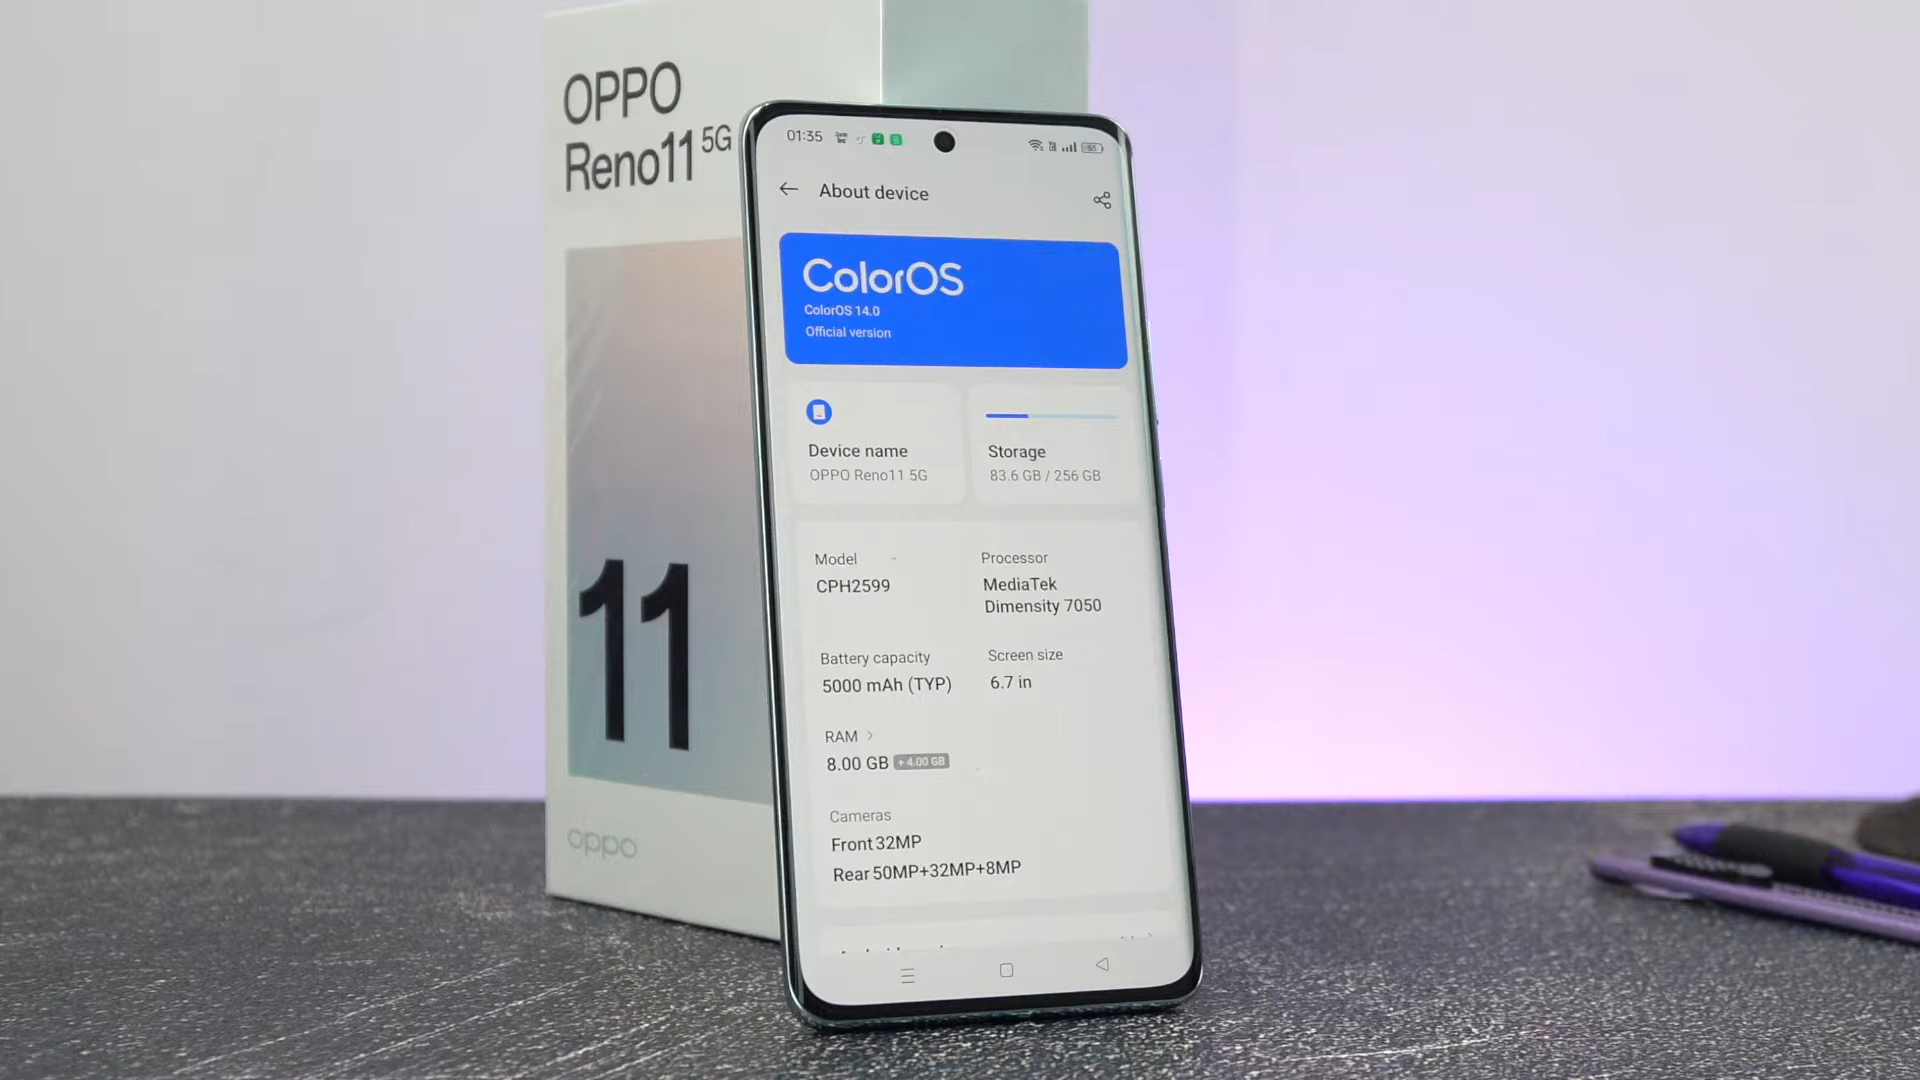 OPPO
Reno11 5G
11
oppo
01:35
About device
ColorOS
ColorOS 14.0
Official version
Device name
OPPO Reno11 5G
Storage
83.6 GB / 256 GB
Model
CPH2599
Processor
MediaTek
Dimensity 7050
Battery capacity
5000 mAh (TYP)
Screen size
6.7 in
RAM
8.00 GB + 4.00 GB
Cameras
Front 32MP
Rear 50MP+32MP+8MP